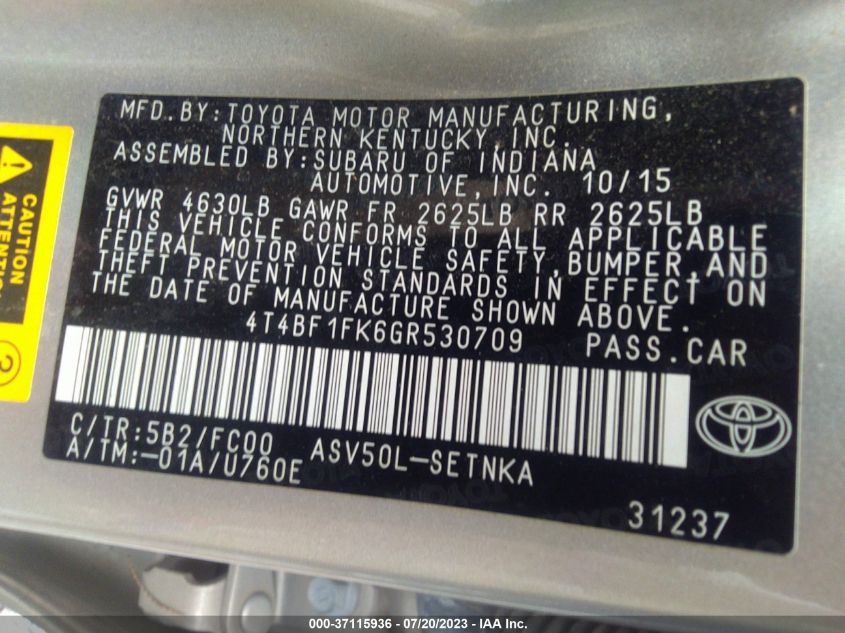 MFD.BY:TOYOTA MOTOR MANUFACTURING,
NORTHERN KENTUCKY, INC.
ASSEMBLED BY:SUBARU OF INDIANA
AUTOMOTIVE,INC. 10/15
GVWR 4630LB GAWR FR 2625LB RR 2625LB
THIS VEHICLE CONFORMS TO ALL APPLICABLE
FEDERAL MOTOR VEHICLE SAFETY,BUMPER,AND
THEFT PREVENTION STANDARDS IN EFFECT ON
THE DATE OF MANUFACTURE SHOWN ABOVE.
4T4BF1FK6GR530709 PASS.CAR
C/TR:5B2/FC00 ASV50L-SETNKA
A/TM:-01A/U760E
31237
CAUTION
ATTENTION
000-37115936 - 07/20/2023 - IAA Inc.